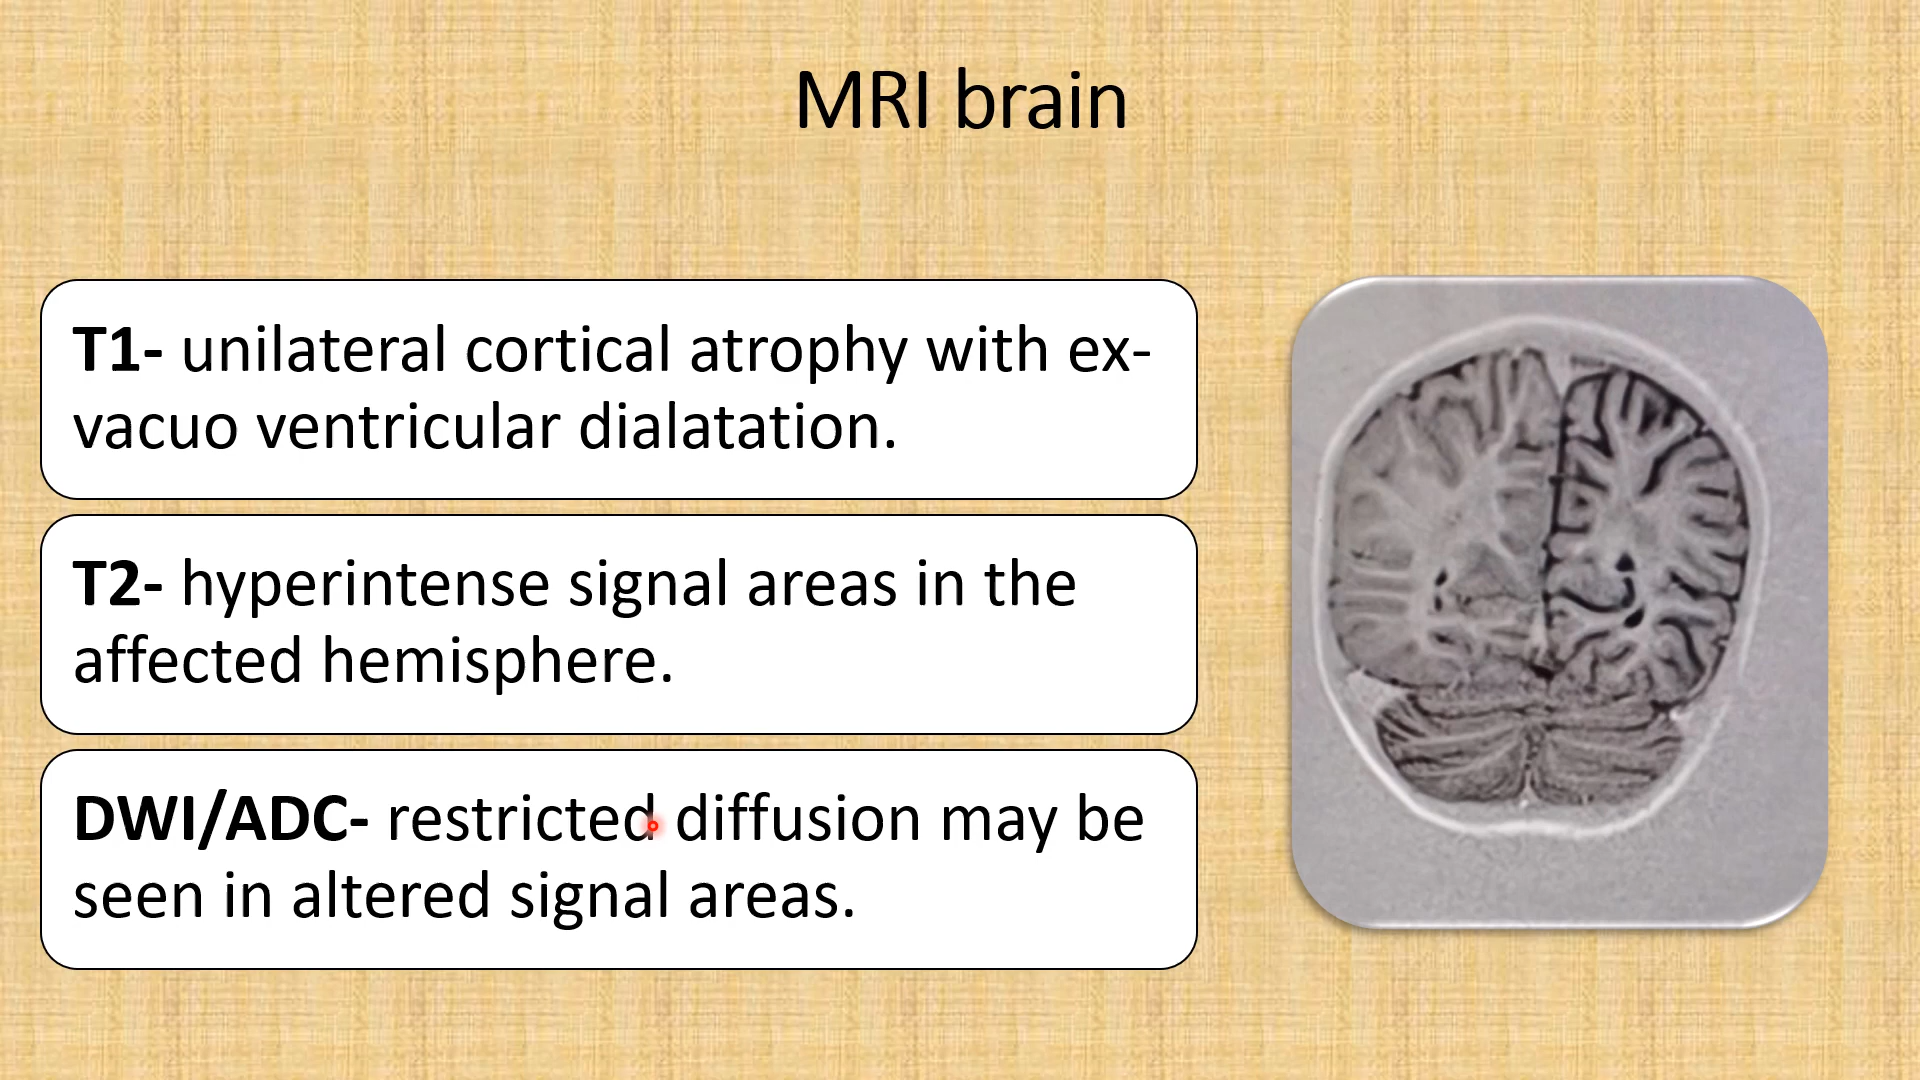 MRI brain
T1- unilateral cortical atrophy with ex-
vacuo ventricular dialatation.
T2- hyperintense signal areas in the
affected hemisphere.
DWI/ADC- restricted diffusion may be
seen in altered signal areas.